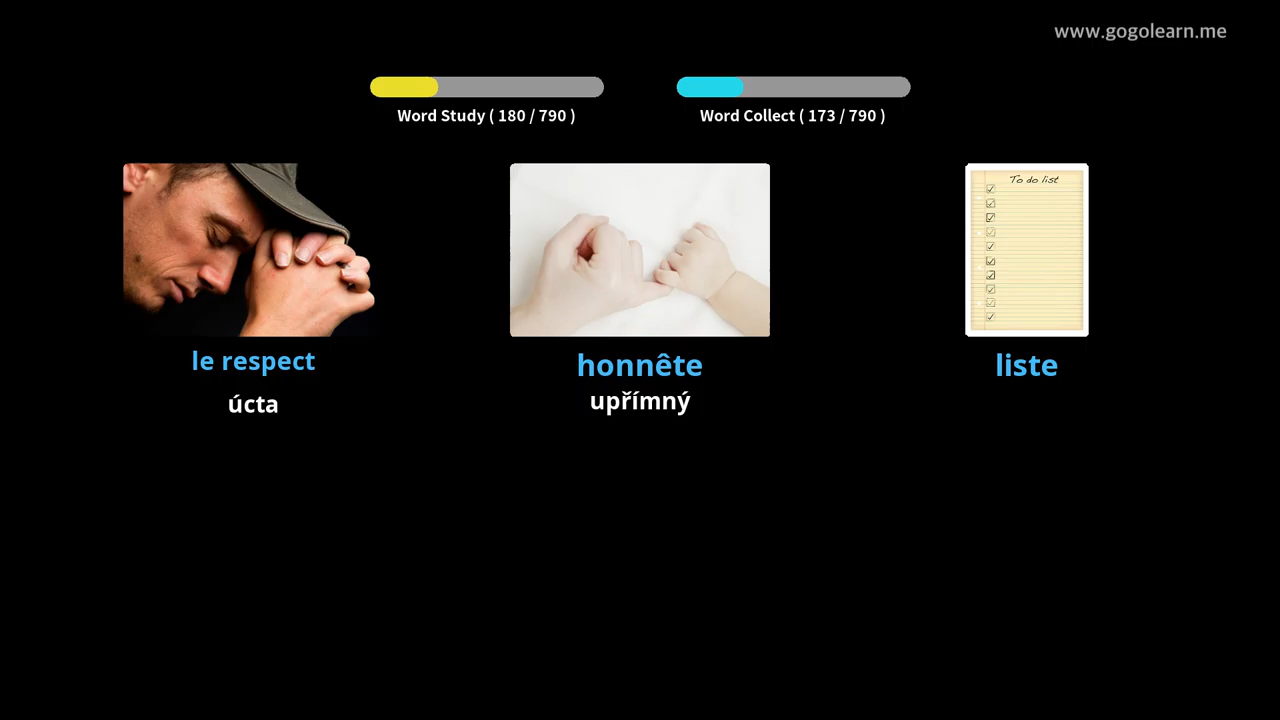 www.gogolearn.me
Word Study ( 180 / 790 )
Word Collect ( 173 / 790 )
To do list
le respect
úcta
honnête
upřímný
liste